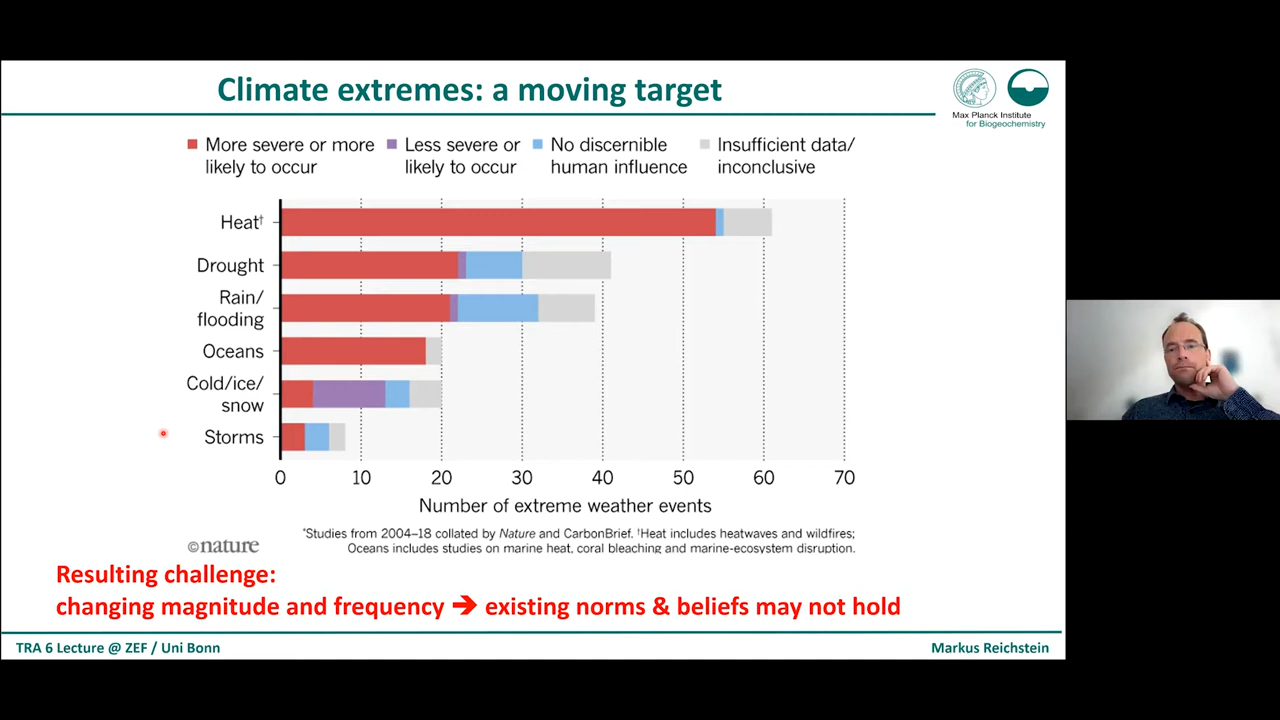 Climate extremes: a moving target
Max Planck Institute
for Biogeochemistry
More severe or more
likely to occur
Less severe or
likely to occur
No discernible
human influence
Insufficient data/
inconclusive
Heat†
Drought
Rain/
flooding
Oceans
Cold/ice/
snow
Storms
0 10 20 30 40 50 60 70
Number of extreme weather events
*Studies from 2004–18 collated by Nature and CarbonBrief. †Heat includes heatwaves and wildfires;
Oceans includes studies on marine heat, coral bleaching and marine-ecosystem disruption.
©nature
Resulting challenge:
changing magnitude and frequency ➔ existing norms & beliefs may not hold
TRA 6 Lecture @ ZEF / Uni Bonn
Markus Reichstein